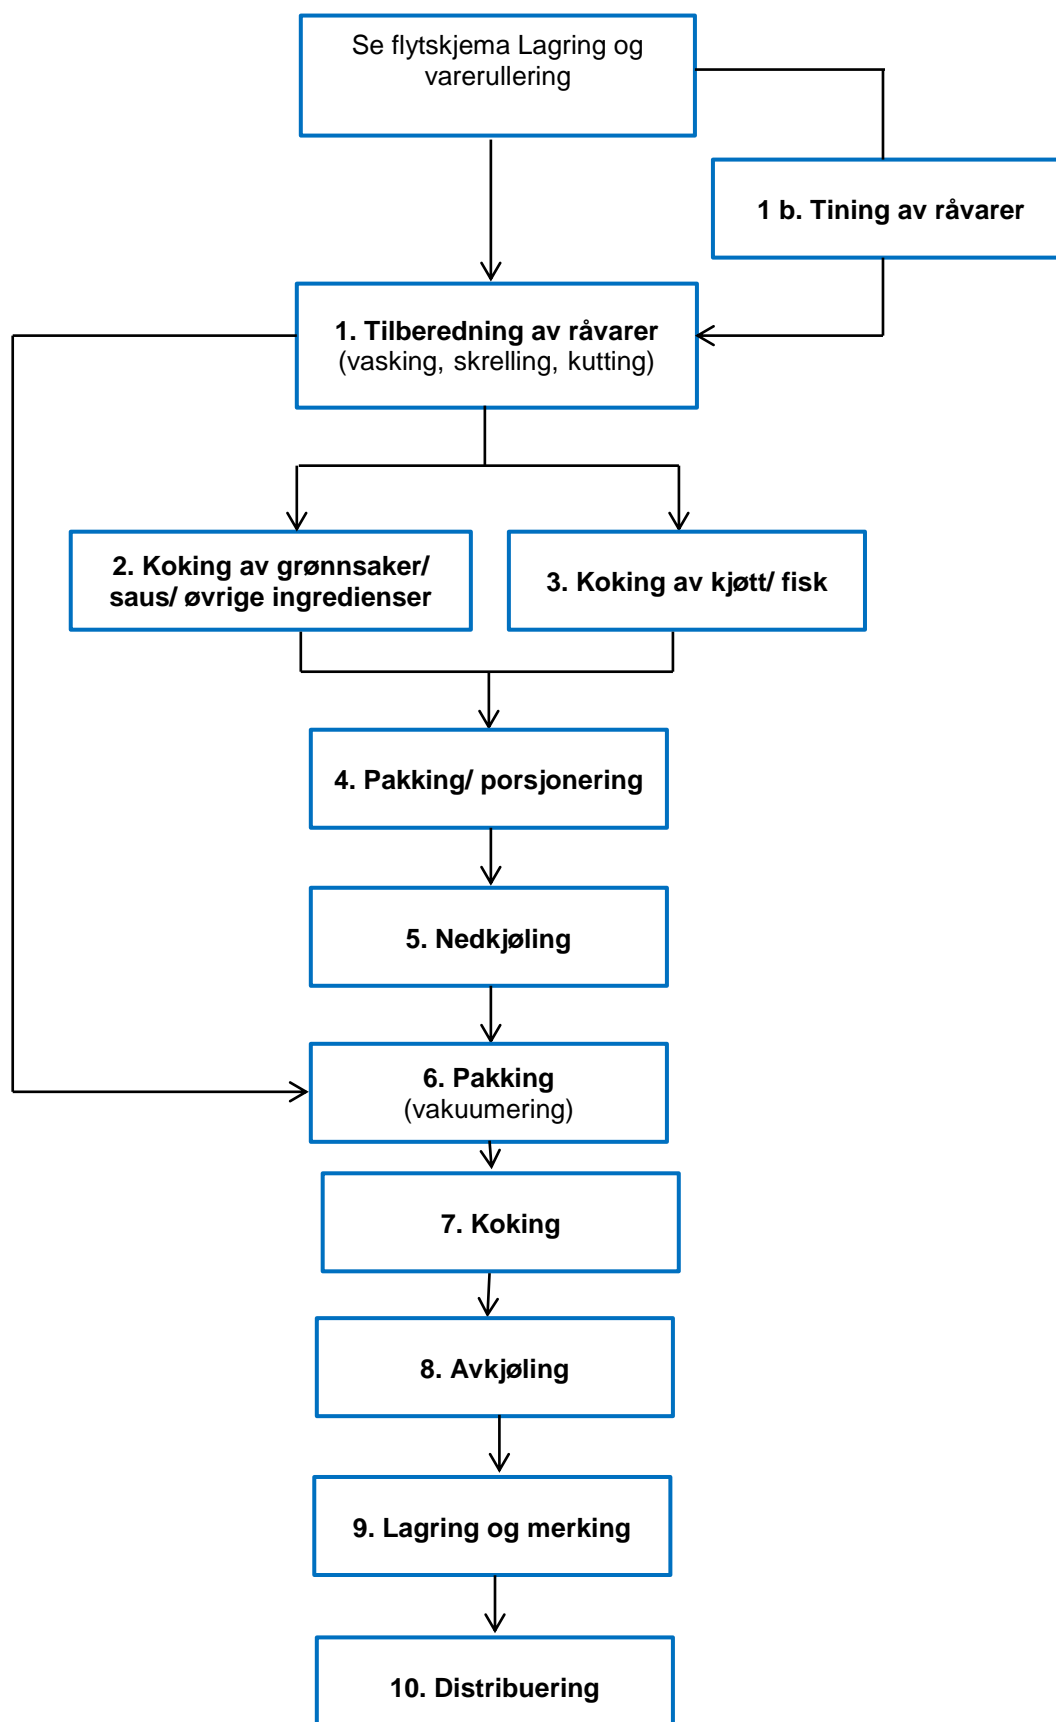 Se flytskjema Lagring og
varerullering
1 b. Tining av råvarer
1. Tilberedning av råvarer
(vasking, skrelling, kutting)
2. Koking av grønnsaker/
saus/ øvrige ingredienser
3. Koking av kjøtt/ fisk
4. Pakking/ porsjonering
5. Nedkjøling
6. Pakking
(vakuumering)
7. Koking
8. Avkjøling
9. Lagring og merking
10. Distribuering